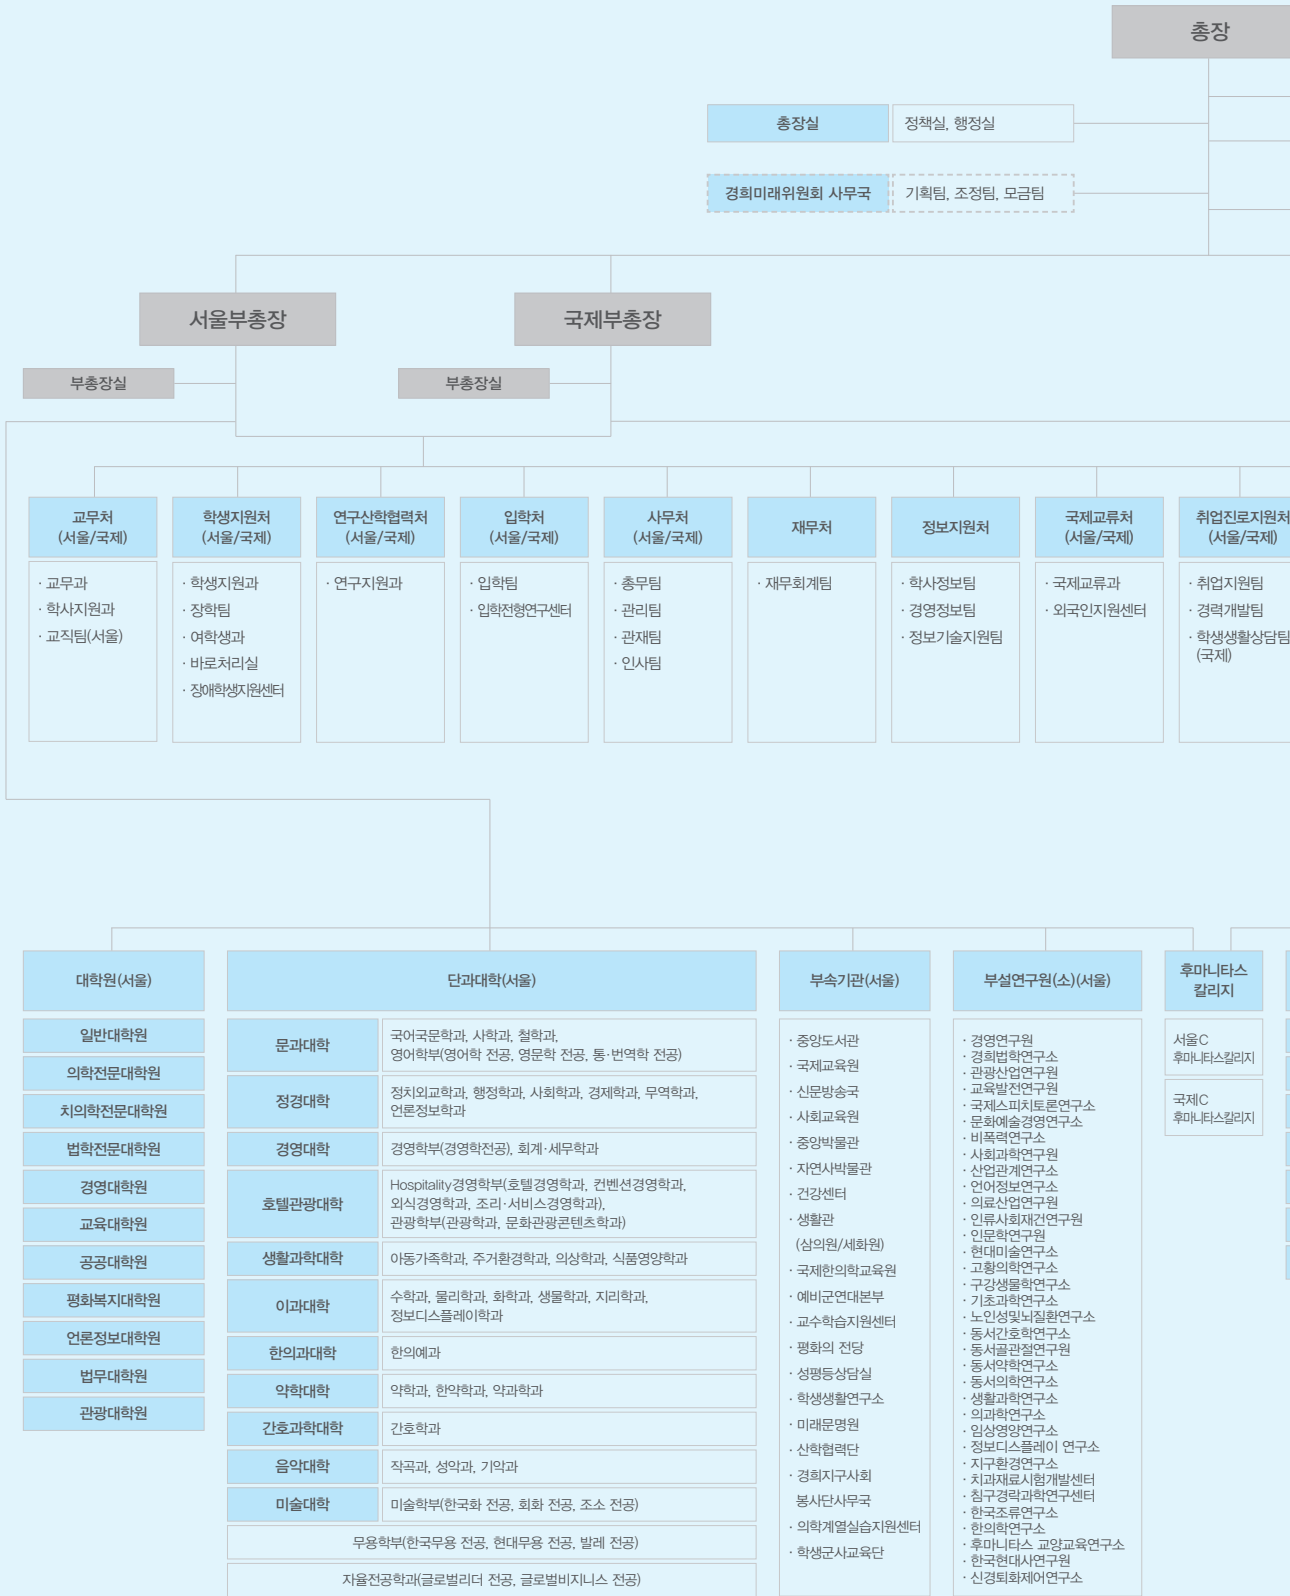 총장
총장실
정책실, 행정실
경희미래위원회 사무국
기획팀, 조정팀, 모금팀
서울부총장
국제부총장
부총장실
부총장실
교무처
(서울/국제)
· 교무과
· 학사지원과
· 교직팀(서울)
학생지원처
(서울/국제)
· 학생지원과
· 장학팀
· 여학생과
· 바로처리실
· 장애학생지원센터
연구산학협력처
(서울/국제)
· 연구지원과
입학처
(서울/국제)
· 입학팀
· 입학전형연구센터
사무처
(서울/국제)
· 총무팀
· 관리팀
· 관재팀
· 인사팀
재무처
· 재무회계팀
정보지원처
· 학사정보팀
· 경영정보팀
· 정보기술지원팀
국제교류처
(서울/국제)
· 국제교류과
· 외국인지원센터
취업진로지원처
(서울/국제)
· 취업지원팀
· 경력개발팀
· 학생생활상담팀
(국제)
대학원(서울)
일반대학원
의학전문대학원
치의학전문대학원
법학전문대학원
경영대학원
교육대학원
공공대학원
평화복지대학원
언론정보대학원
법무대학원
관광대학원
단과대학(서울)
문과대학
국어국문학과, 사학과, 철학과,
영어학부(영어학 전공, 영문학 전공, 통·번역학 전공)
정경대학
정치외교학과, 행정학과, 사회학과, 경제학과, 무역학과,
언론정보학과
경영대학
경영학부(경영학전공), 회계·세무학과
호텔관광대학
Hospitality경영학부(호텔경영학과, 컨벤션경영학과,
외식경영학과, 조리·서비스경영학과),
관광학부(관광학과, 문화관광콘텐츠학과)
생활과학대학
아동가족학과, 주거환경학과, 의상학과, 식품영양학과
이과대학
수학과, 물리학과, 화학과, 생물학과, 지리학과,
정보디스플레이학과
한의과대학
한의예과
약학대학
약학과, 한약학과, 약과학과
간호과학대학
간호학과
음악대학
작곡과, 성악과, 기악과
미술대학
미술학부(한국화 전공, 회화 전공, 조소 전공)
무용학부(한국무용 전공, 현대무용 전공, 발레 전공)
자율전공학과(글로벌리더 전공, 글로벌비지니스 전공)
부속기관(서울)
· 중앙도서관
· 국제교육원
· 신문방송국
· 사회교육원
· 중앙박물관
· 자연사박물관
· 건강센터
· 생활관
(삼의원/세화원)
· 국제한의학교육원
· 예비군연대본부
· 교수학습지원센터
· 평화의 전당
· 성평등상담실
· 학생생활연구소
· 미래문명원
· 산학협력단
· 경희지구사회
봉사단사무국
· 의학계열실습지원센터
· 학생군사교육단
부설연구원(소)(서울)
· 경영연구원
· 경희법학연구소
· 관광산업연구원
· 교육발전연구원
· 국제스피치토론연구소
· 문화예술경영연구소
· 비폭력연구소
· 사회과학연구원
· 산업관계연구소
· 언어정보연구소
· 의료산업연구원
· 인류사회재건연구원
· 인문학연구원
· 현대미술연구소
· 고황의학연구소
· 구강생물학연구소
· 기초과학연구소
· 노인성및뇌질환연구소
· 동서간호학연구소
· 동서골관절연구원
· 동서약학연구소
· 동서의학연구소
· 생활과학연구소
· 의과학연구소
· 임상영양연구소
· 정보디스플레이 연구소
· 지구환경연구소
· 치과재료시험개발센터
· 침구경락과학연구센터
· 한국조류연구소
· 한의학연구소
· 후마니타스 교양교육연구소
· 한국현대사연구원
· 신경퇴화제어연구소
후마니타스
칼리지
서울C
후마니타스칼리지
국제C
후마니타스칼리지